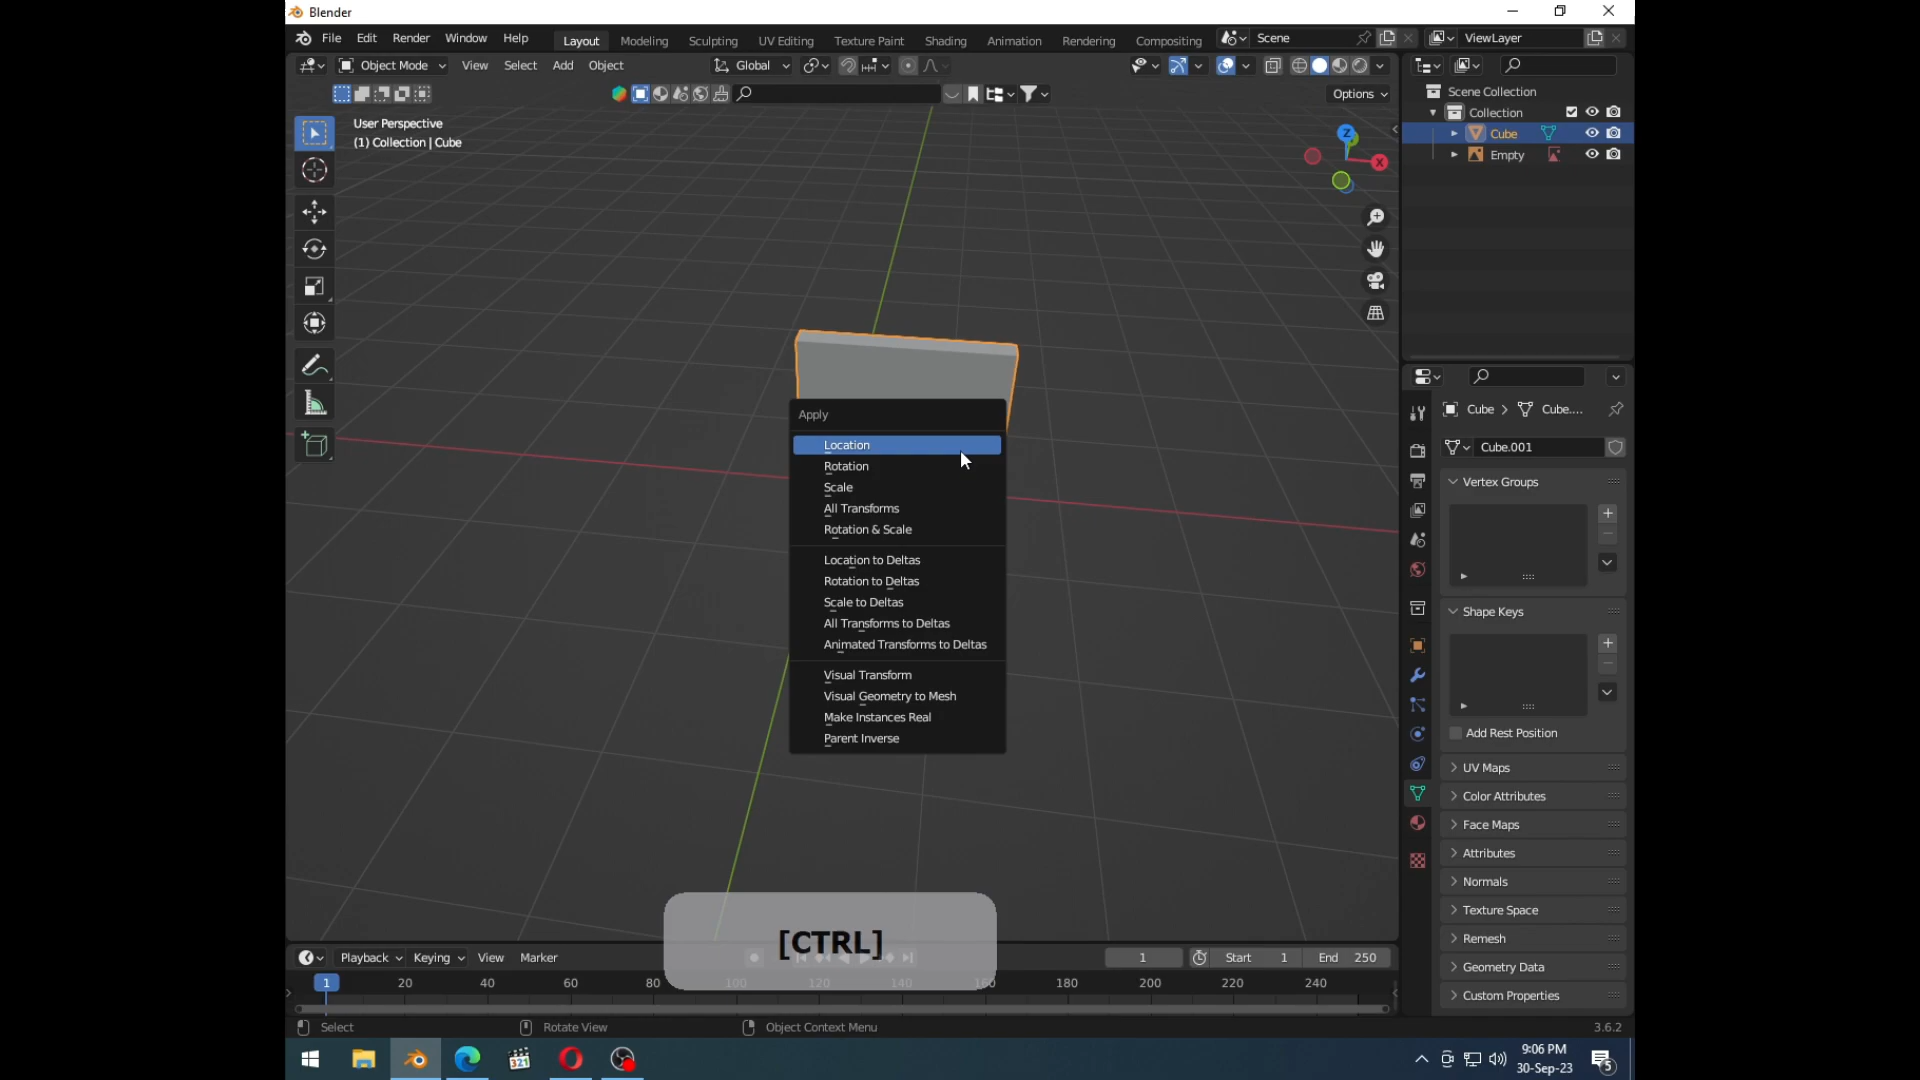 Blender
File Edit Render Window Help Layout Modeling Sculpting UV Editing Texture Paint Shading Animation Rendering Compositing Scene ViewLayer
Object Mode View Select Add Object Global
Options
User Perspective
(1) Collection | Cube
Z
X
Scene Collection
Collection
Cube
Empty
Apply
Location
Rotation
Scale
All Transforms
Rotation & Scale
Location to Deltas
Rotation to Deltas
Scale to Deltas
All Transforms to Deltas
Animated Transforms to Deltas
Visual Transform
Visual Geometry to Mesh
Make Instances Real
Parent Inverse
Cube > Cube....
Cube.001
Vertex Groups
Shape Keys
Add Rest Position
UV Maps
Color Attributes
Face Maps
Attributes
Normals
Texture Space
Remesh
Geometry Data
Custom Properties
[CTRL]
Playback Keying View Marker 1 Start 1 End 250
1 20 40 60 80 100 120 140 160 180 200 220 240
Select Rotate View Object Context Menu 3.6.2
321
9:06 PM
30-Sep-23
5